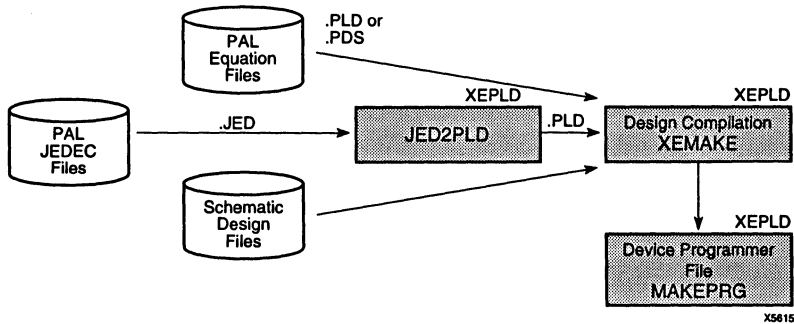 PAL
Equation
Files
.PLD or
.PDS
XEPLD
XEPLD
PAL
JEDEC
Files
.JED
JED2PLD
.PLD
Design Compilation
XEMAKE
Schematic
Design
Files
XEPLD
Device Programmer
File
MAKEPRG
X5615